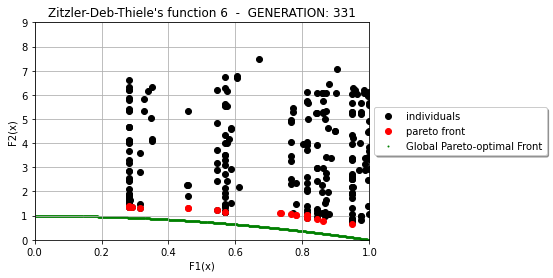 Zitzler-Deb-Thiele's function 6 - GENERATION: 331
9
8
7
6
5
4
3
2
1
0
F2(x)
0.0 0.2 0.4 0.6 0.8 1.0
F1(x)
individuals
pareto front
Global Pareto-optimal Front